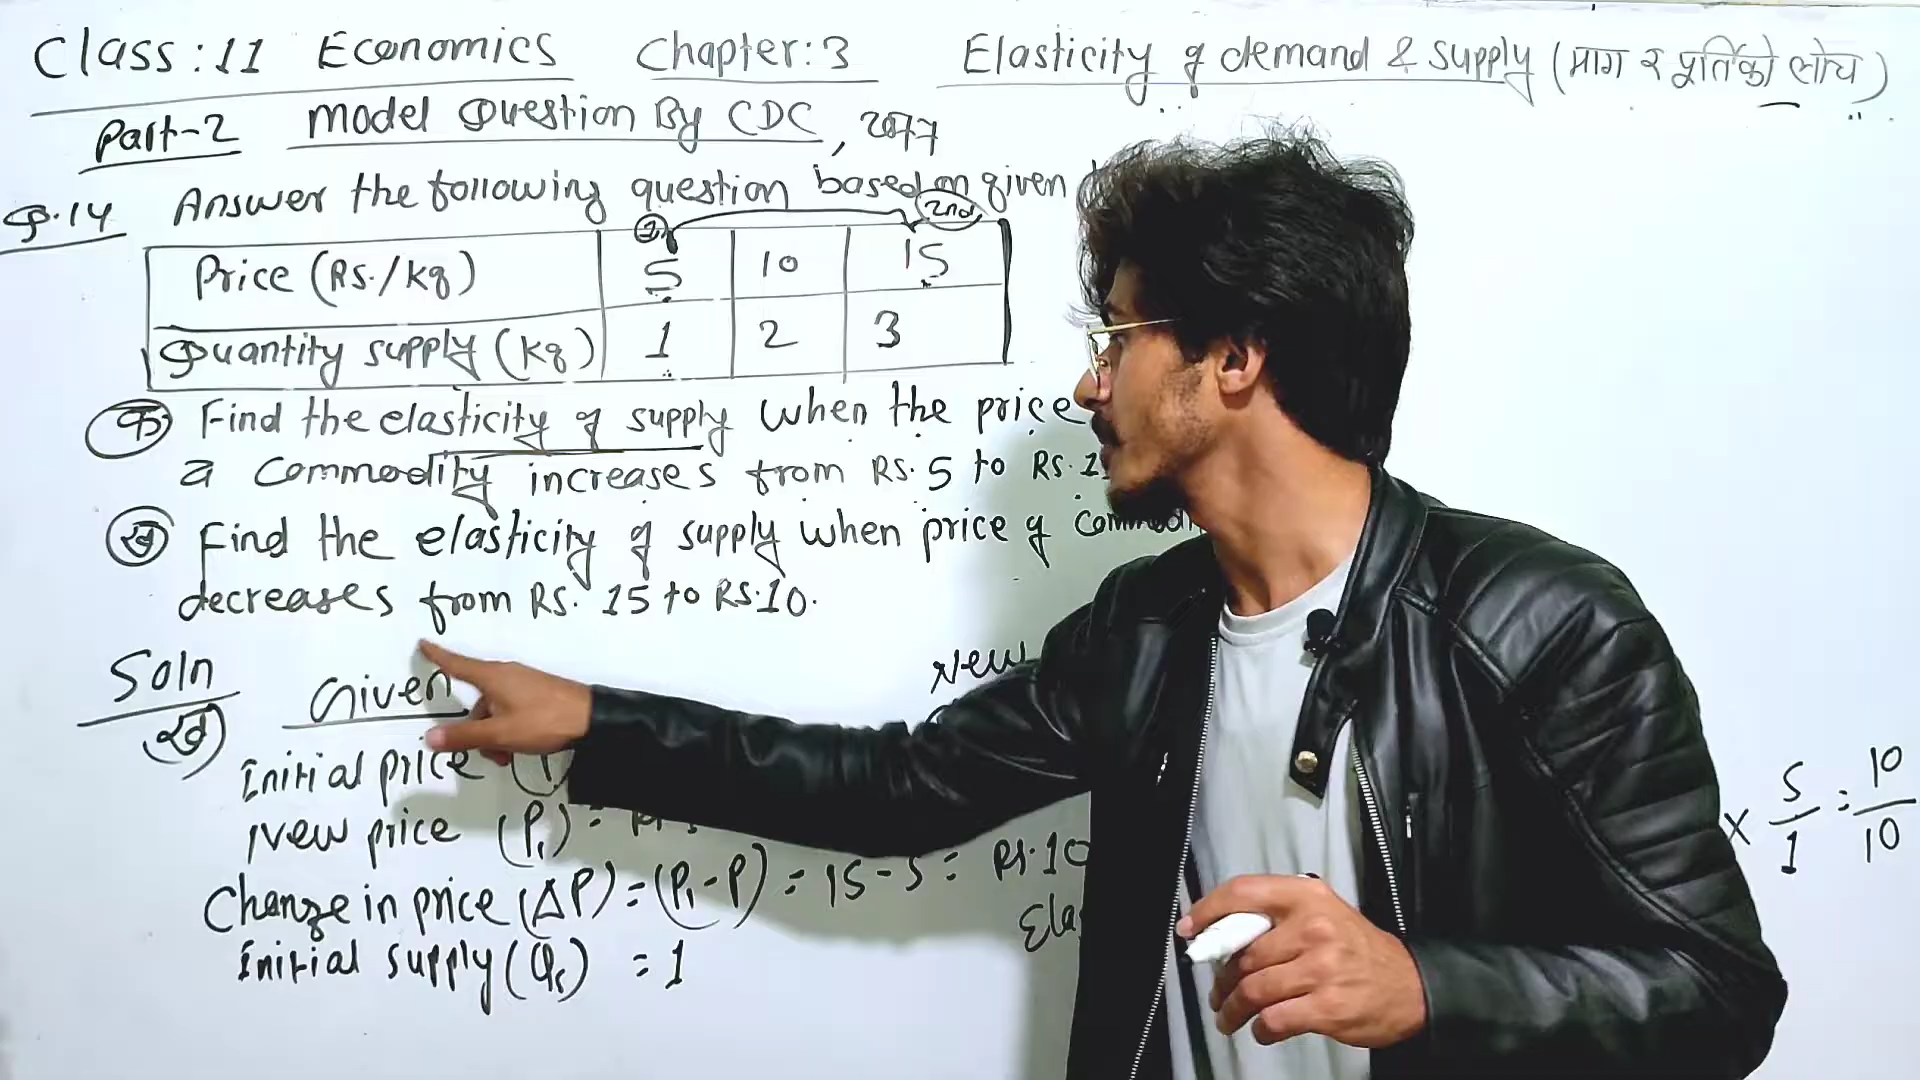 Class:11 Economics Chapter:3 Elasticity of demand & supply (माग र पूर्तिको लोच)
Part-2 Model Question By CDC, 2077
Q.14 Answer the following question based on given
1 2nd
Price (Rs./kg) 5 10 15
Quantity supply (kg) 1 2 3
क Find the elasticity of supply when the price
a commodity increases from Rs. 5 to Rs.
ख Find the elasticity of supply when price of
decreases from Rs. 15 to Rs.10.
Soln Given New
ख
Initial price
New price (P₁) =
× 5/1 = 10/10
Change in price (ΔP) = (P₁-P) = 15-5 = Rs.10
Initial supply (Qs) = 1